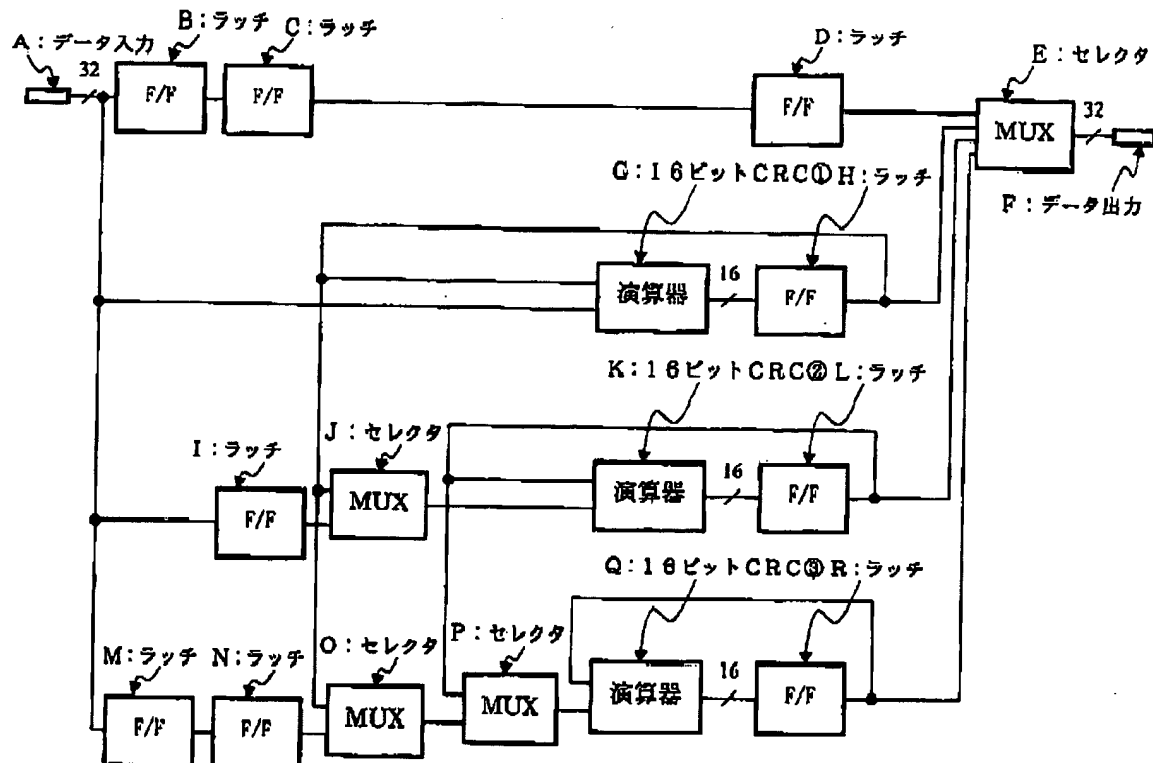 B:ラッチ
C:ラッチ
A:データ入力
32
F/F
F/F
D:ラッチ
F/F
E:セレクタ
MUX
32
F:データ出力
G:16ビットCRC① H:ラッチ
演算器
16
F/F
K:16ビットCRC② L:ラッチ
I:ラッチ
J:セレクタ
F/F
MUX
演算器
16
F/F
Q:16ビットCRC③ R:ラッチ
M:ラッチ
N:ラッチ
O:セレクタ
P:セレクタ
F/F
F/F
MUX
MUX
演算器
16
F/F